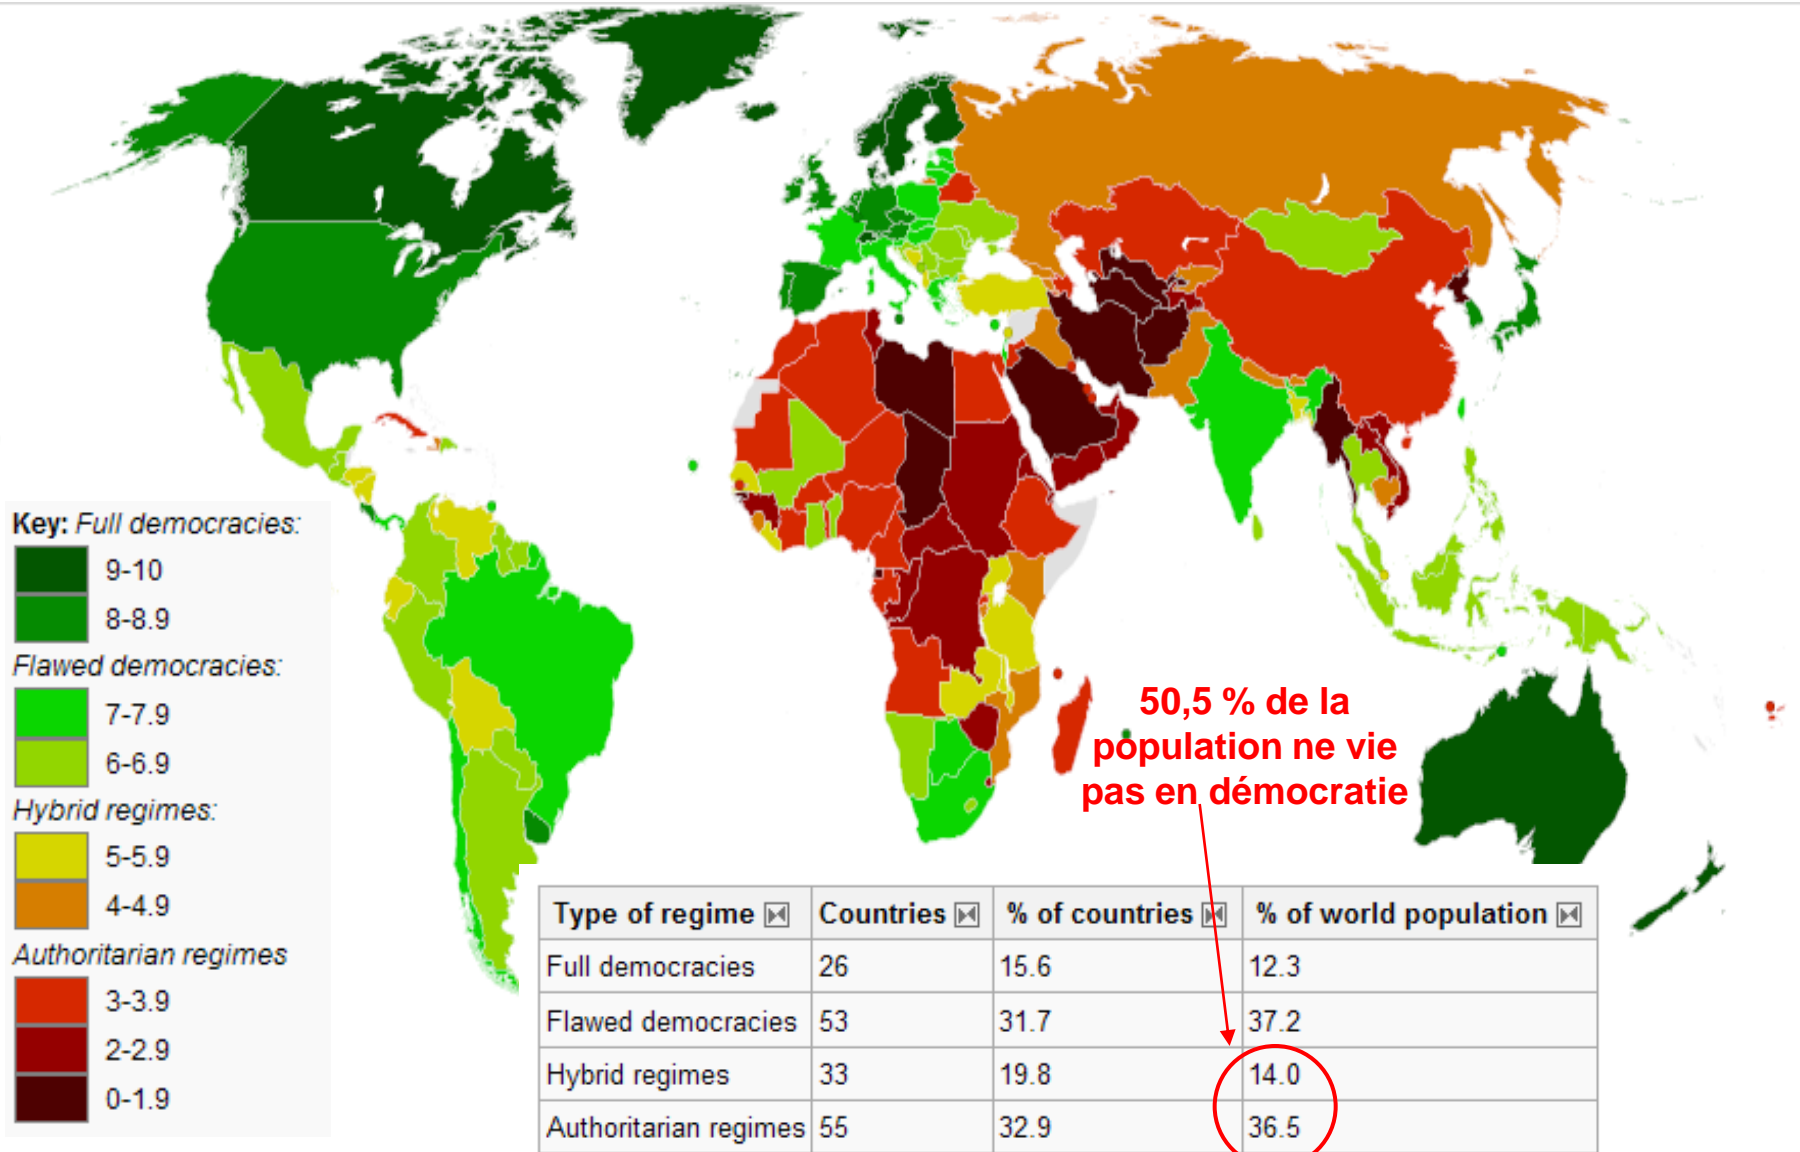 50,5 % de la
population ne vie
pas en démocratie
Key: Full democracies:
9-10
8-8.9
Flawed democracies:
7-7.9
6-6.9
Hybrid regimes:
5-5.9
4-4.9
Authoritarian regimes
3-3.9
2-2.9
0-1.9
Type of regime Countries % of countries % of world population
Full democracies 26 15.6 12.3
Flawed democracies 53 31.7 37.2
Hybrid regimes 33 19.8 14.0
Authoritarian regimes 55 32.9 36.5